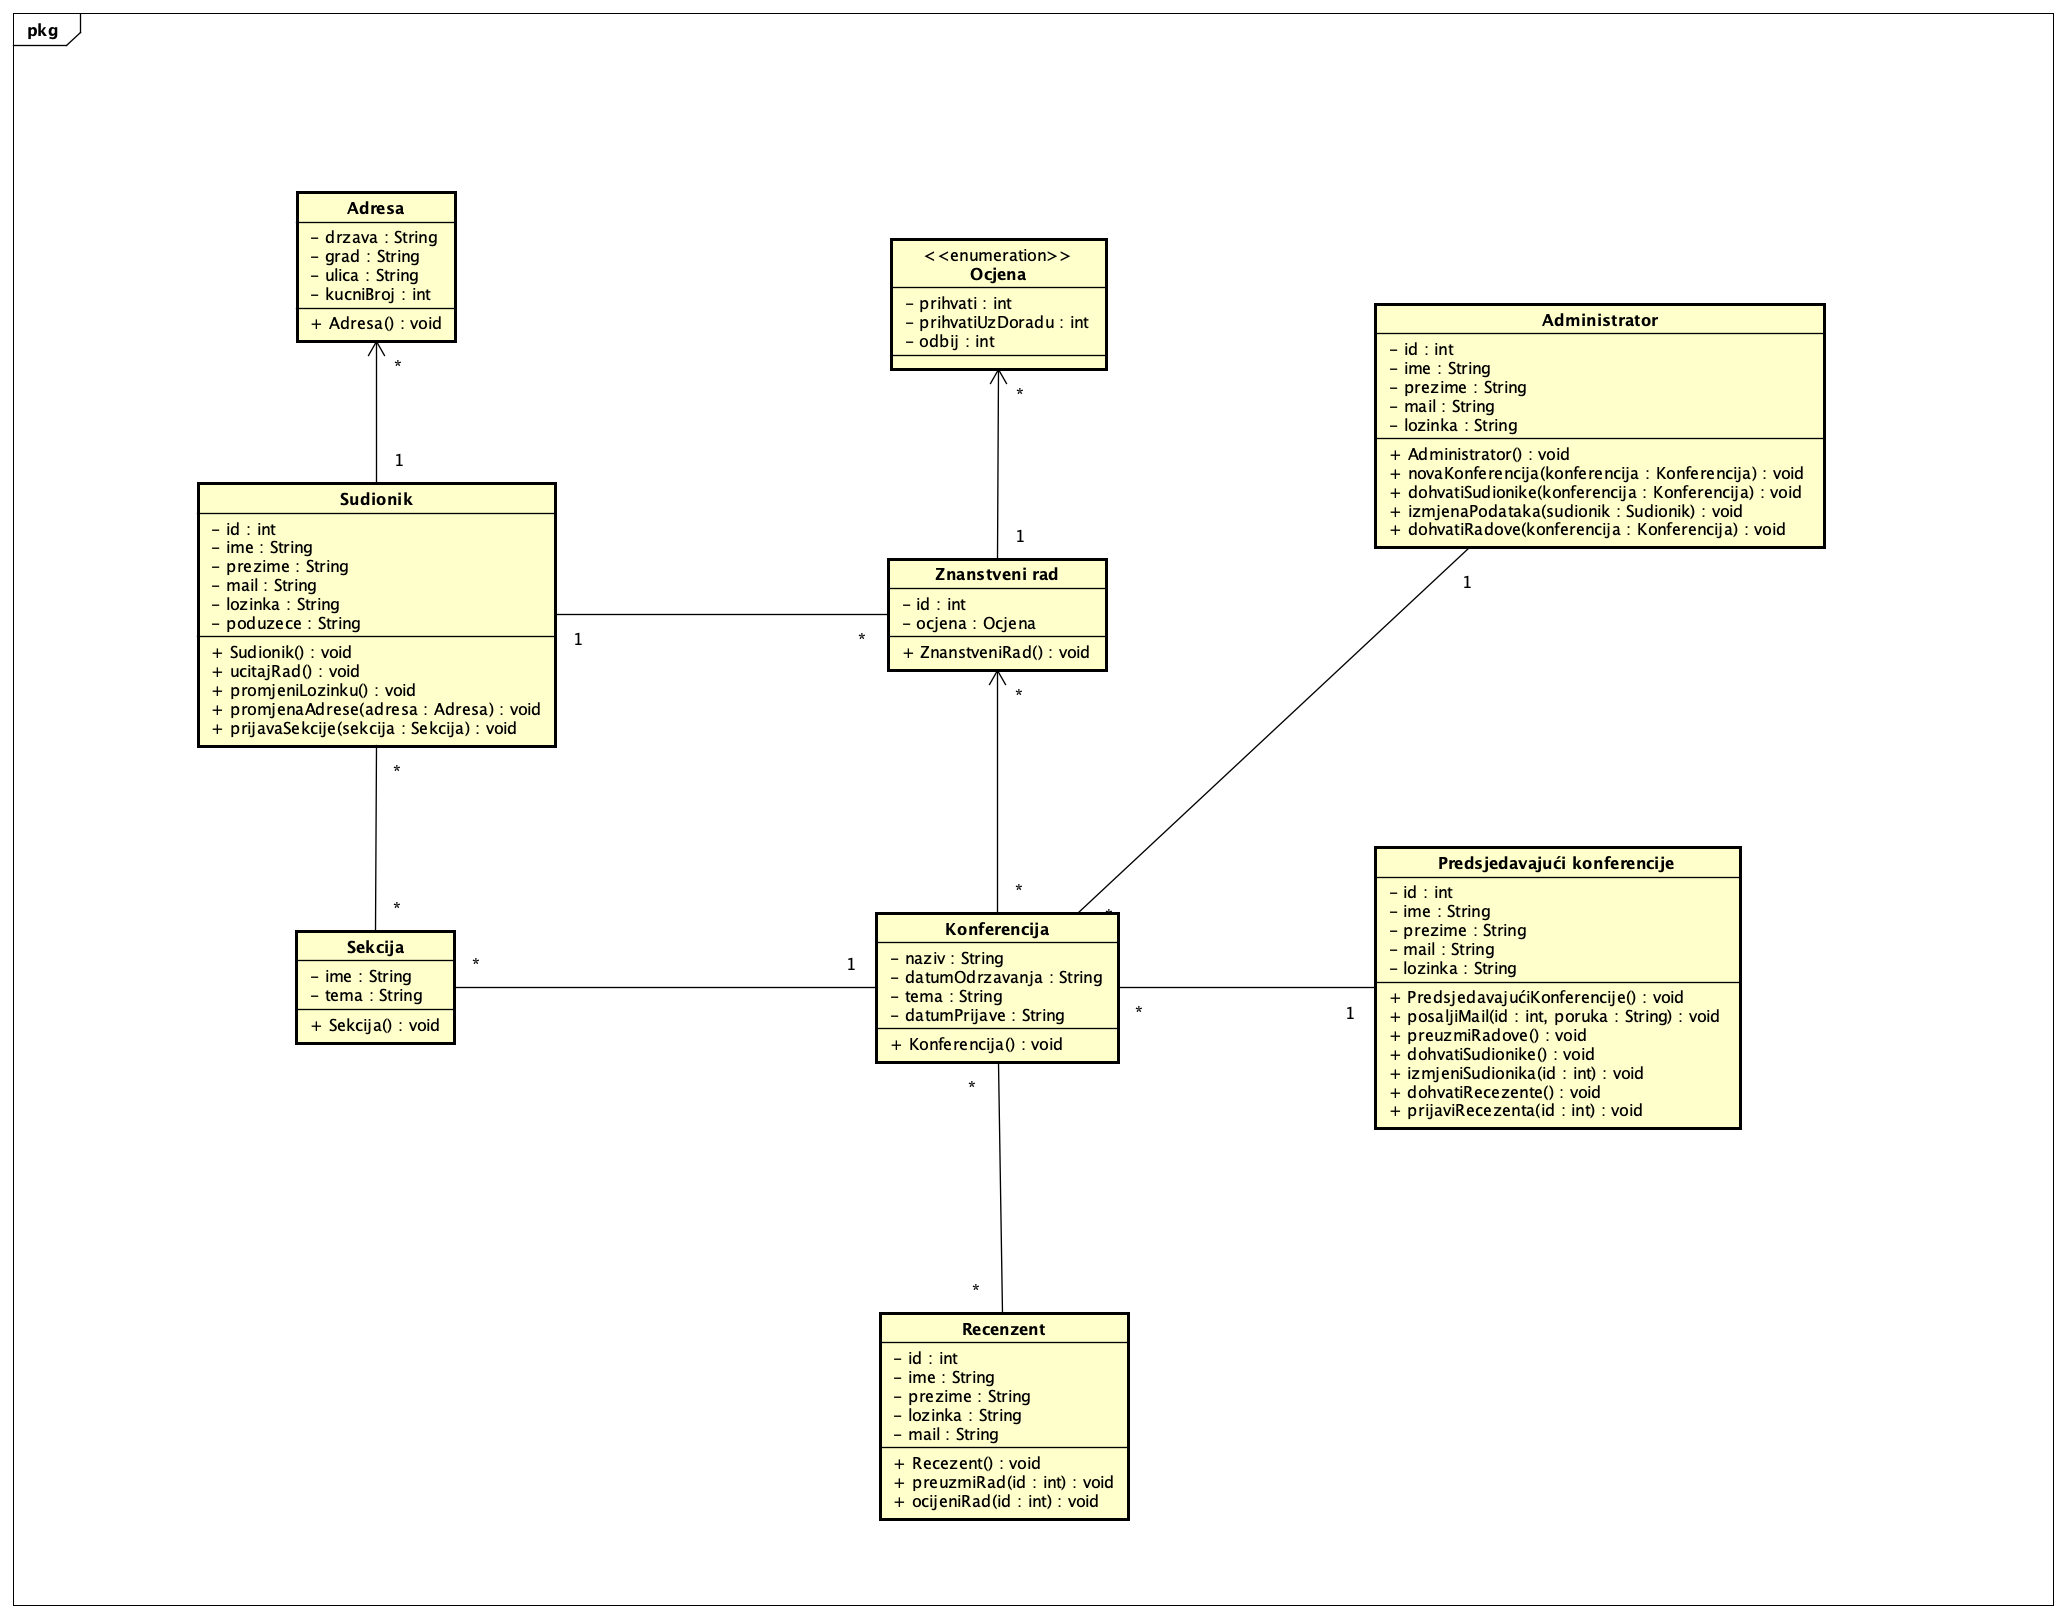 pkg
Adresa
- drzava : String
- grad : String
- ulica : String
- kucniBroj : int
+ Adresa() : void
*
1
<<enumeration>>
Ocjena
- prihvati : int
- prihvatiUzDoradu : int
- odbij : int
*
1
Administrator
- id : int
- ime : String
- prezime : String
- mail : String
- lozinka : String
+ Administrator() : void
+ novaKonferencija(konferencija : Konferencija) : void
+ dohvatiSudionike(konferencija : Konferencija) : void
+ izmjenaPodataka(sudionik : Sudionik) : void
+ dohvatiRadove(konferencija : Konferencija) : void
1
*
Sudionik
- id : int
- ime : String
- prezime : String
- mail : String
- lozinka : String
- poduzece : String
+ Sudionik() : void
+ ucitajRad() : void
+ promjeniLozinku() : void
+ promjenaAdrese(adresa : Adresa) : void
+ prijavaSekcije(sekcija : Sekcija) : void
1
*
Znanstveni rad
- id : int
- ocjena : Ocjena
+ ZnanstveniRad() : void
*
*
*
*
Sekcija
- ime : String
- tema : String
+ Sekcija() : void
*
1
Konferencija
- naziv : String
- datumOdrzavanja : String
- tema : String
- datumPrijave : String
+ Konferencija() : void
*
1
Predsjedavajući konferencije
- id : int
- ime : String
- prezime : String
- mail : String
- lozinka : String
+ PredsjedavajućiKonferencije() : void
+ posaljiMail(id : int, poruka : String) : void
+ preuzmiRadove() : void
+ dohvatiSudionike() : void
+ izmjeniSudionika(id : int) : void
+ dohvatiRecezente() : void
+ prijaviRecezenta(id : int) : void
*
*
Recenzent
- id : int
- ime : String
- prezime : String
- lozinka : String
- mail : String
+ Recezent() : void
+ preuzmiRad(id : int) : void
+ ocijeniRad(id : int) : void